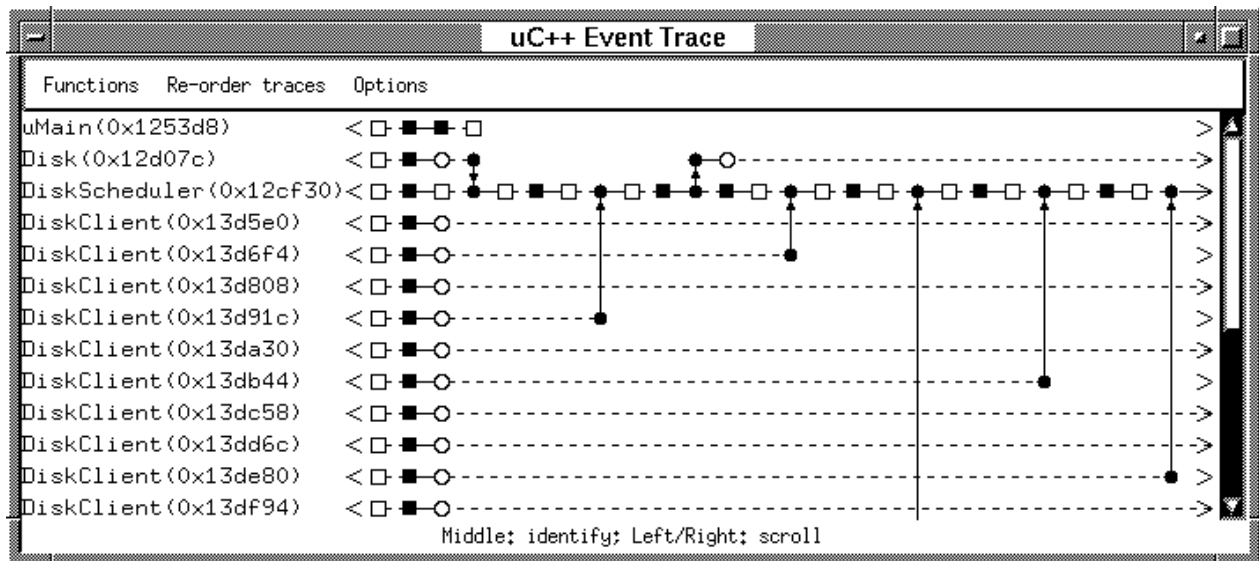 uC++ Event Trace
Functions Re-order traces Options
uMain(0x1253d8)
Disk(0x12d07c)
DiskScheduler(0x12cf30)
DiskClient(0x13d5e0)
DiskClient(0x13d6f4)
DiskClient(0x13d808)
DiskClient(0x13d91c)
DiskClient(0x13da30)
DiskClient(0x13db44)
DiskClient(0x13dc58)
DiskClient(0x13dd6c)
DiskClient(0x13de80)
DiskClient(0x13df94)
Middle: identify; Left/Right: scroll